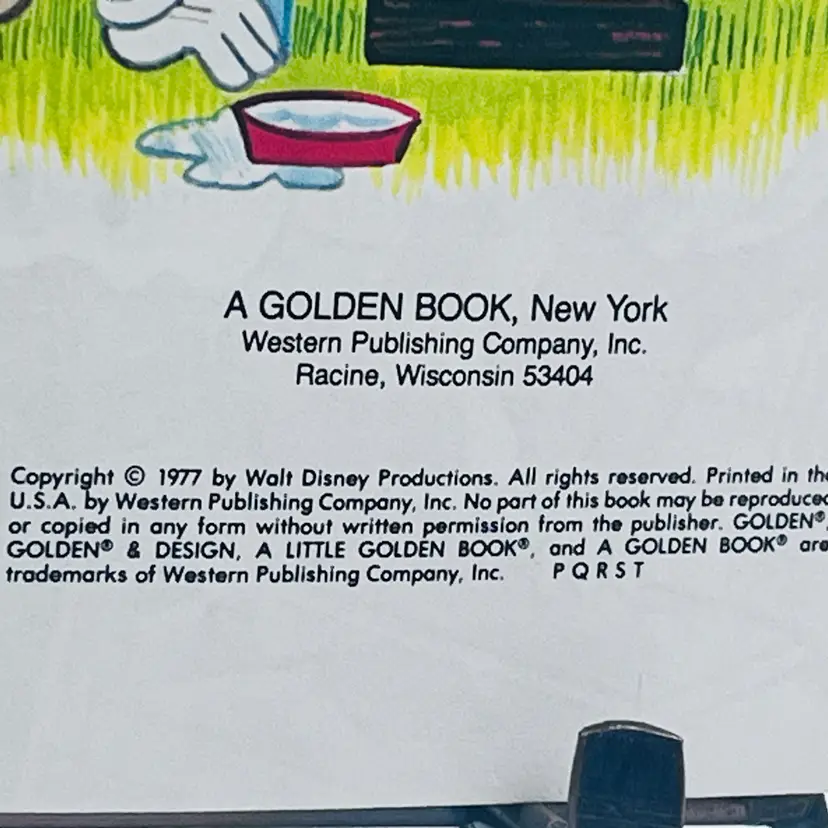 A GOLDEN BOOK, New York
Western Publishing Company, Inc.
Racine, Wisconsin 53404
Copyright © 1977 by Walt Disney Productions. All rights reserved. Printed in the
U.S.A. by Western Publishing Company, Inc. No part of this book may be reproduced
or copied in any form without written permission from the publisher. GOLDEN®,
GOLDEN® & DESIGN, A LITTLE GOLDEN BOOK®, and A GOLDEN BOOK® are
trademarks of Western Publishing Company, Inc. P Q R S T